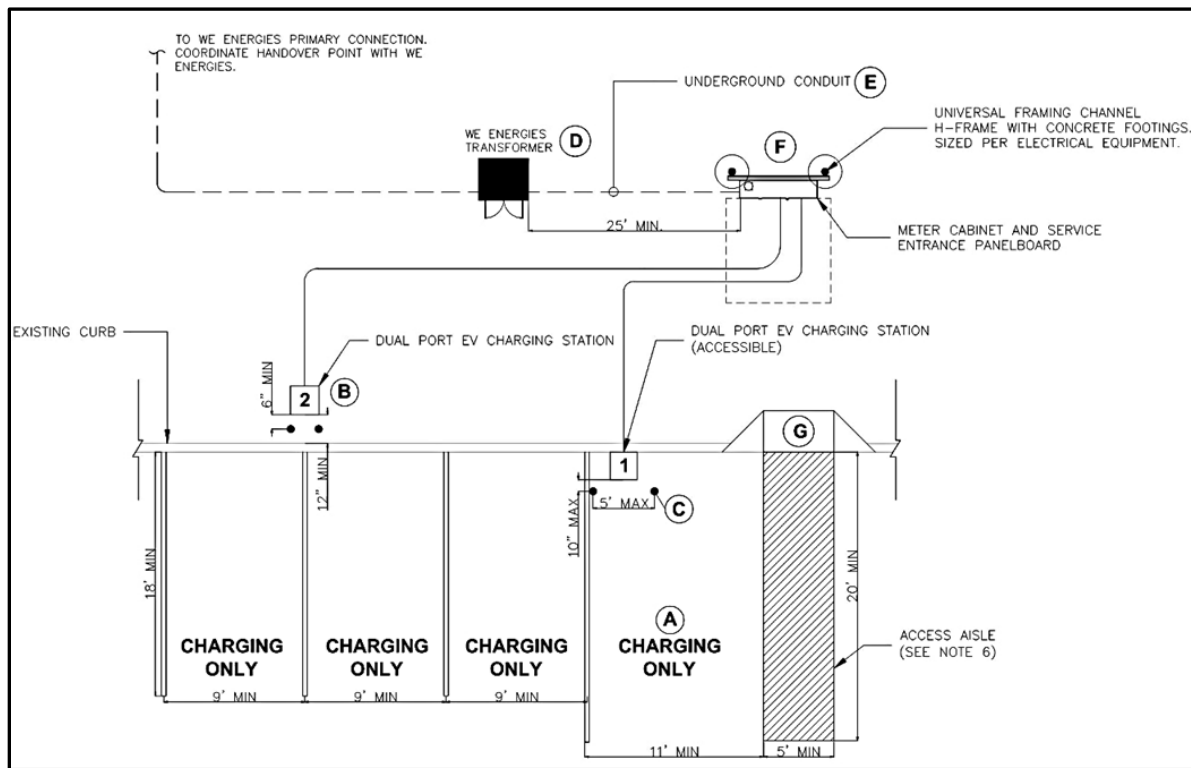 TO WE ENERGIES PRIMARY CONNECTION.
COORDINATE HANDOVER POINT WITH WE
ENERGIES.
UNDERGROUND CONDUIT E
WE ENERGIES
TRANSFORMER
D
F
UNIVERSAL FRAMING CHANNEL
H-FRAME WITH CONCRETE FOOTINGS.
SIZED PER ELECTRICAL EQUIPMENT.
25' MIN.
METER CABINET AND SERVICE
ENTRANCE PANELBOARD
EXISTING CURB
DUAL PORT EV CHARGING STATION
DUAL PORT EV CHARGING STATION
(ACCESSIBLE)
6" MIN
2
B
G
1
12" MIN
10" MAX
5' MAX
C
18' MIN
20' MIN
A
CHARGING
ONLY
CHARGING
ONLY
CHARGING
ONLY
CHARGING
ONLY
ACCESS AISLE
(SEE NOTE 6)
9' MIN
9' MIN
9' MIN
11' MIN
5' MIN